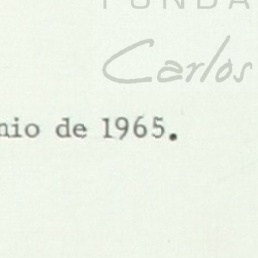 FUNDA
Carlos
nio de 1965.